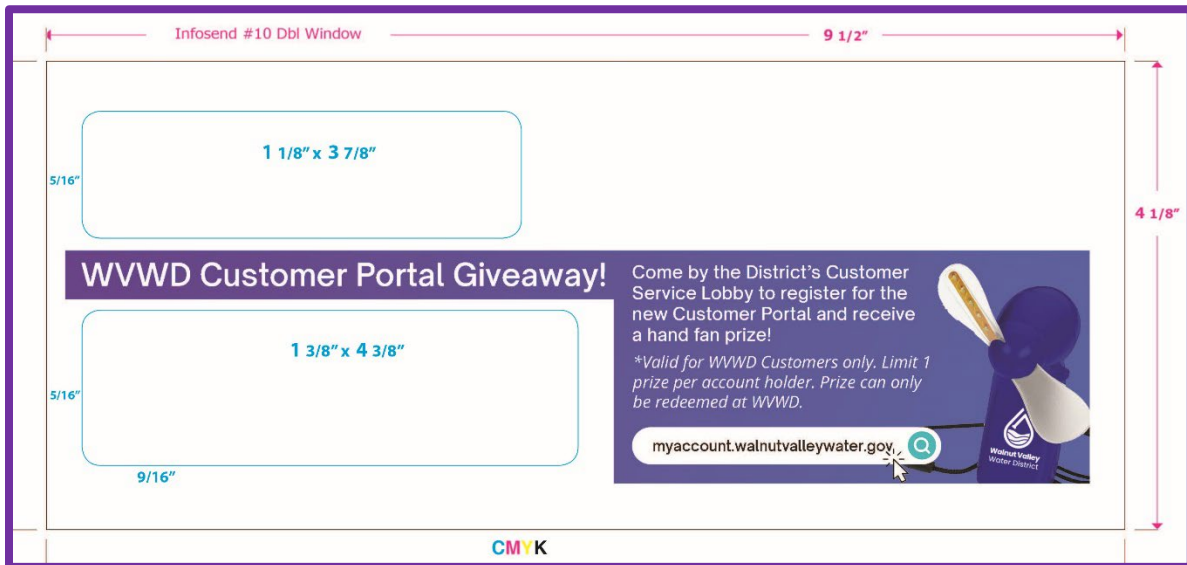 Infosend #10 Dbl Window
9 1/2"
1 1/8" x 3 7/8"
5/16"
4 1/8"
WVWD Customer Portal Giveaway!
Come by the District's Customer
Service Lobby to register for the
new Customer Portal and receive
a hand fan prize!
*Valid for WVWD Customers only. Limit 1
prize per account holder. Prize can only
be redeemed at WVWD.
1 3/8" x 4 3/8"
5/16"
myaccount.walnutvalleywater.gov
Walnut Valley
Water District
9/16"
CMYK